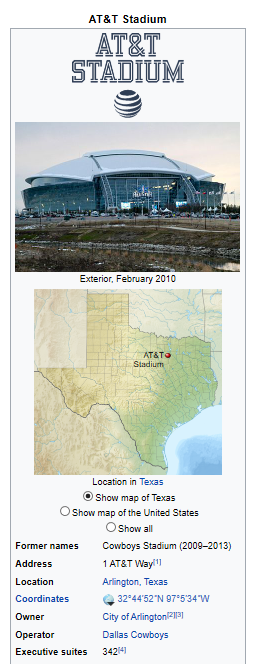 AT&T Stadium
AT&T
STADIUM
Exterior, February 2010
AT&T
Stadium
Location in Texas
Show map of Texas
Show map of the United States
Show all
Former names Cowboys Stadium (2009–2013)
Address 1 AT&T Way[1]
Location Arlington, Texas
Coordinates 32°44′52″N 97°5′34″W
Owner City of Arlington[2][3]
Operator Dallas Cowboys
Executive suites 342[4]